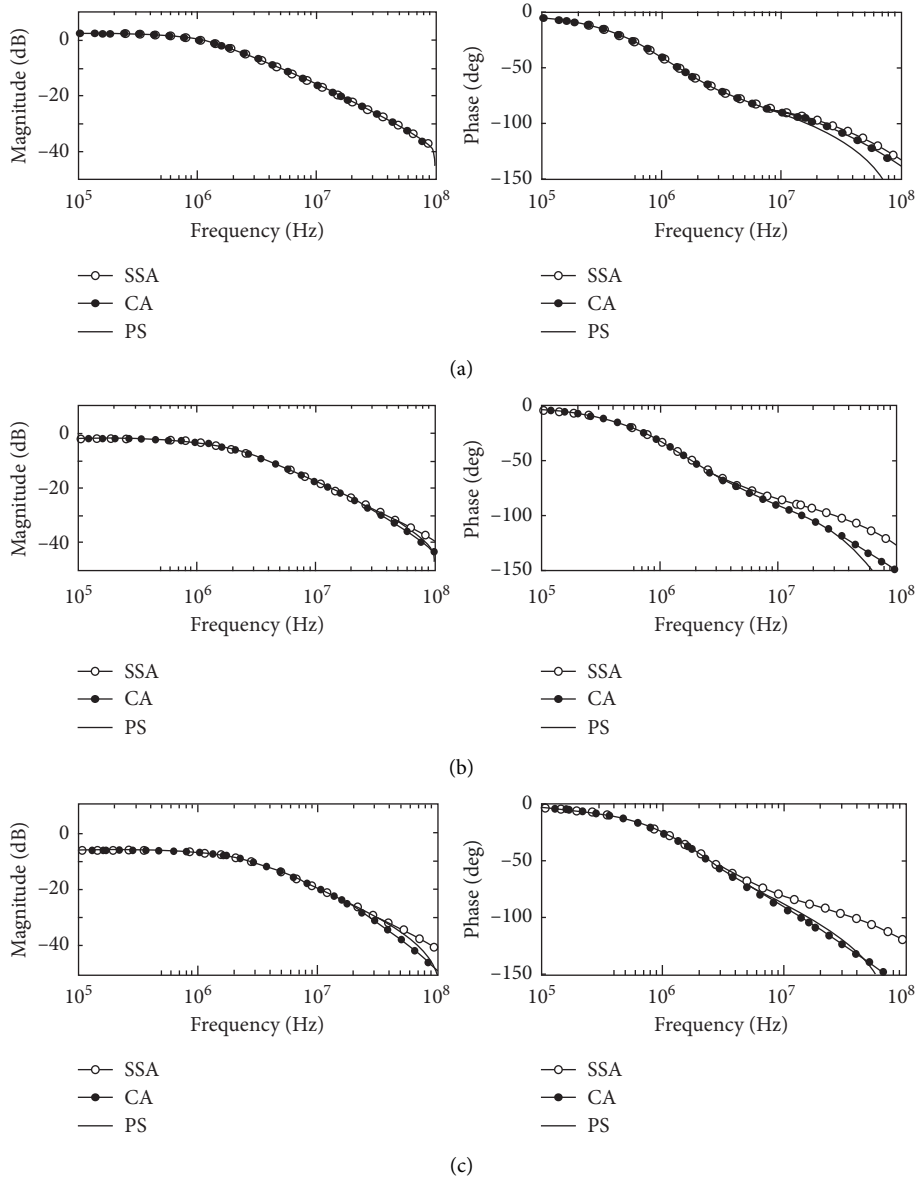 Magnitude (dB)
0
−20
−40
10^5 10^6 10^7 10^8
Frequency (Hz)
SSA
CA
PS
Phase (deg)
0
−50
−100
−150
10^5 10^6 10^7 10^8
Frequency (Hz)
SSA
CA
PS
(a)
Magnitude (dB)
0
−20
−40
10^5 10^6 10^7 10^8
Frequency (Hz)
SSA
CA
PS
Phase (deg)
0
−50
−100
−150
10^5 10^6 10^7 10^8
Frequency (Hz)
SSA
CA
PS
(b)
Magnitude (dB)
0
−20
−40
10^5 10^6 10^7 10^8
Frequency (Hz)
SSA
CA
PS
Phase (deg)
0
−50
−100
−150
10^5 10^6 10^7 10^8
Frequency (Hz)
SSA
CA
PS
(c)